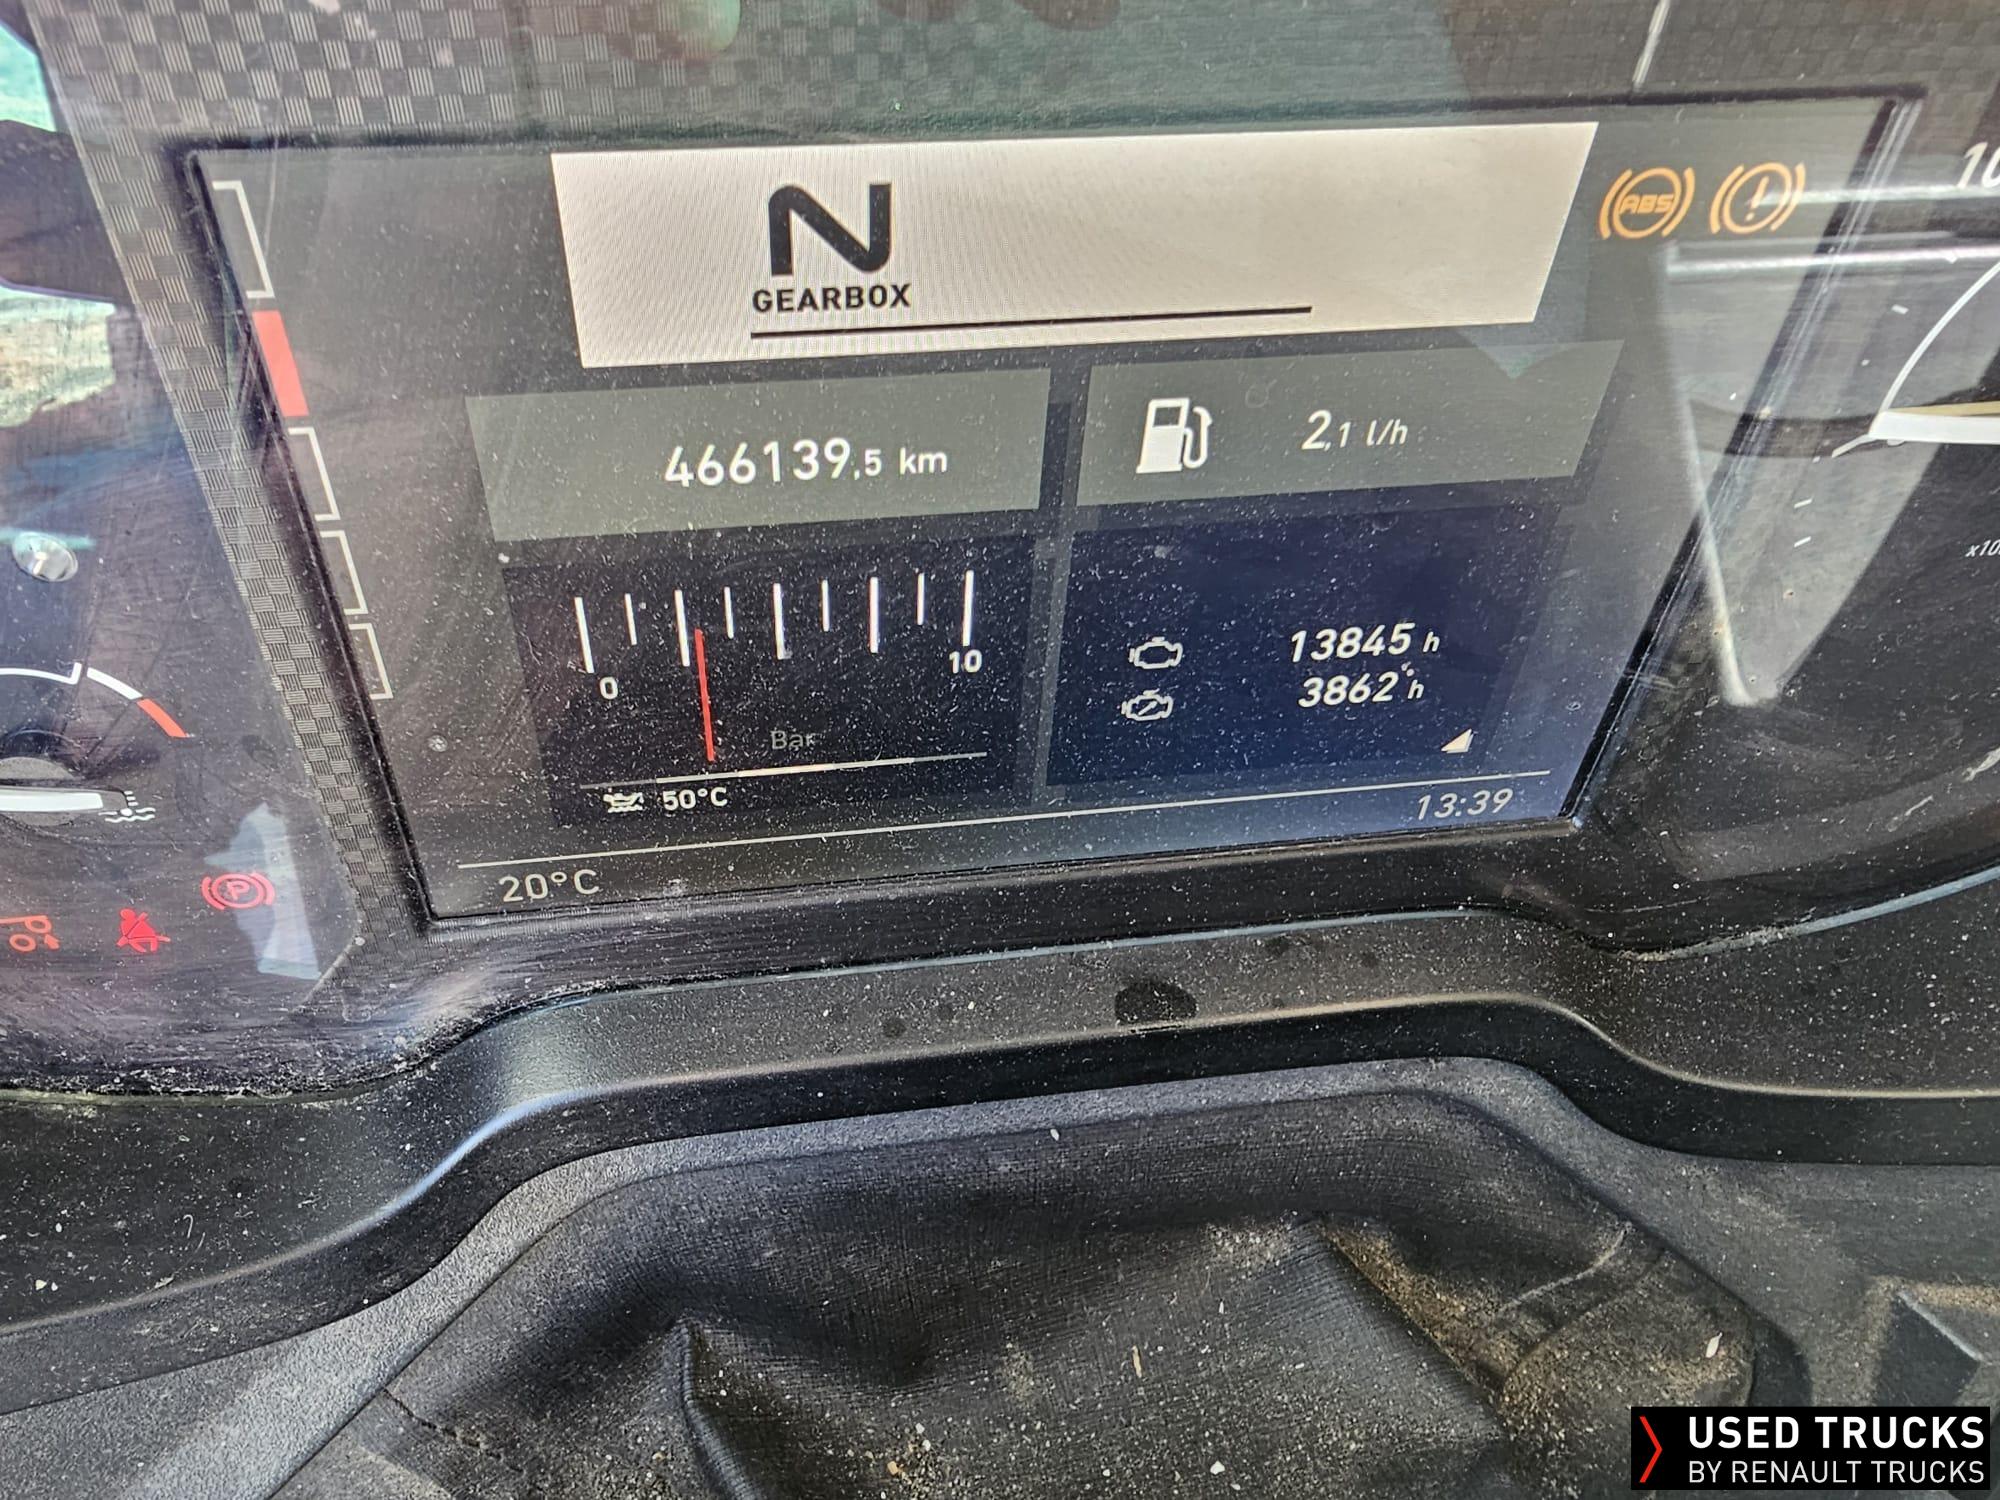 N
GEARBOX
ABS
466139,5 km
2,1 l/h
0
10
Bar
50°C
13845 h
3862 h
13:39
20°C
P
USED TRUCKS
BY RENAULT TRUCKS